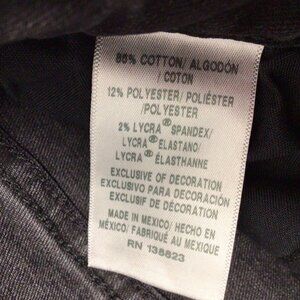 86% COTTON/ ALGODÓN
/ COTON
12% POLYESTER/ POLIÉSTER
/POLYESTER
2% LYCRA® SPANDEX/
LYCRA® ELASTANO/
LYCRA® ÉLASTHANNE
EXCLUSIVE OF DECORATION
EXCLUSIVO PARA DECORACIÓN
EXCLUSIF DE DÉCORATION
MADE IN MEXICO/ HECHO EN
MÉXICO/ FABRIQUÉ AU MEXIQUE
RN 138823